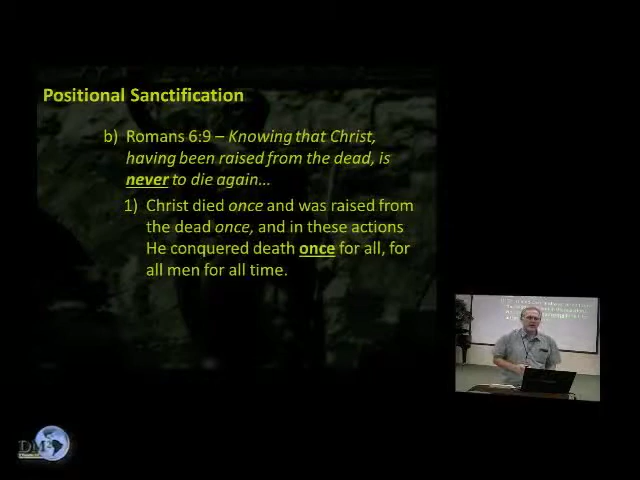 Positional Sanctification
b) Romans 6:9 – Knowing that Christ,
having been raised from the dead, is
never to die again...
1) Christ died once and was raised from
the dead once, and in these actions
He conquered death once for all, for
all men for all time.